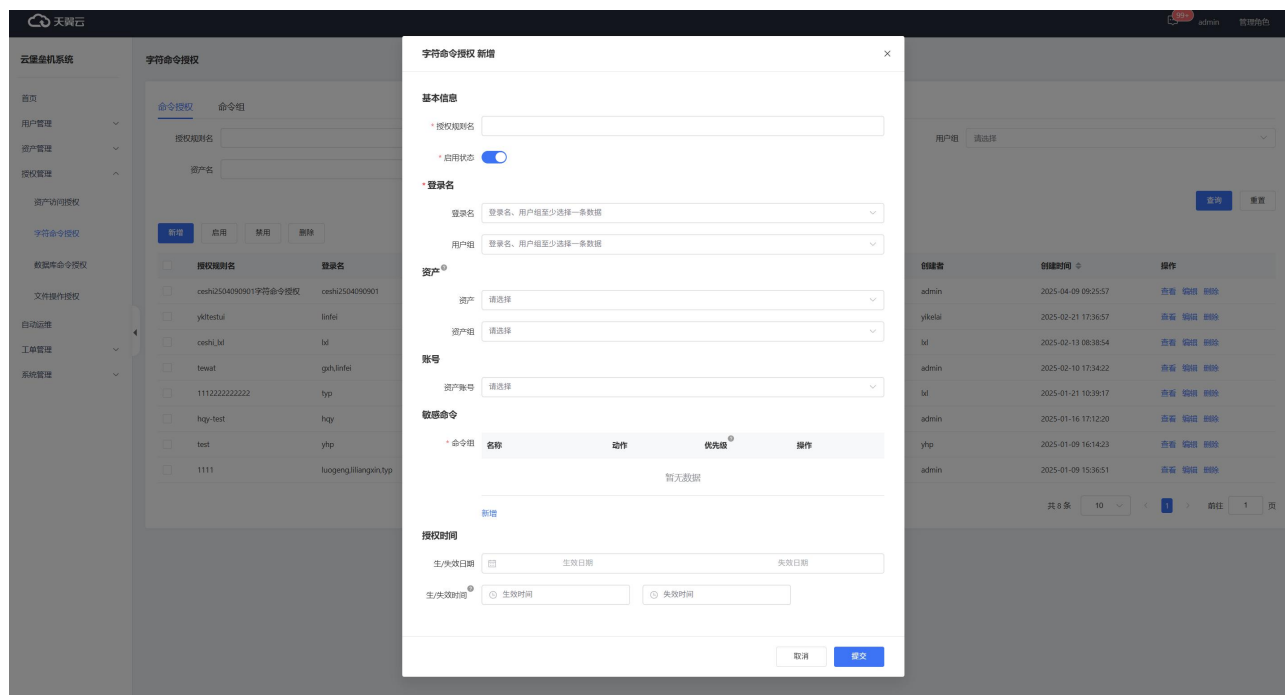 天翼云
99+ admin 管理角色
云堡垒机系统
首页
用户管理
资产管理
授权管理
资产访问授权
字符命令授权
数据库命令授权
文件操作授权
自动运维
工单管理
系统管理
字符命令授权
命令授权 命令组
授权规则名
用户组 请选择
资产名
查询 重置
新增 启用 禁用 删除
授权规则名 登录名 创建者 创建时间 操作
ceshi2504090901字符命令授权 ceshi2504090901 admin 2025-04-09 09:25:57 查看 编辑 删除
ykltestui linfei yikelai 2025-02-21 17:36:57 查看 编辑 删除
ceshi_lxl lxl lxl 2025-02-13 08:38:54 查看 编辑 删除
tewat gxh,linfei admin 2025-02-10 17:34:22 查看 编辑 删除
1112222222222 typ lxl 2025-01-21 10:39:17 查看 编辑 删除
hqy-test hqy admin 2025-01-16 17:12:20 查看 编辑 删除
test yhp yhp 2025-01-09 16:14:23 查看 编辑 删除
1111 luogeng,liliangxin,typ admin 2025-01-09 15:36:51 查看 编辑 删除
共 8 条 10 1 前往 1 页
字符命令授权 新增
基本信息
* 授权规则名
* 启用状态
* 登录名
登录名 登录名、用户组至少选择一条数据
用户组 登录名、用户组至少选择一条数据
资产
资产 请选择
资产组 请选择
账号
资产账号 请选择
敏感命令
* 命令组 名称 动作 优先级 操作
暂无数据
新增
授权时间
生/失效日期 生效日期 失效日期
生/失效时间 生效时间 失效时间
取消 提交